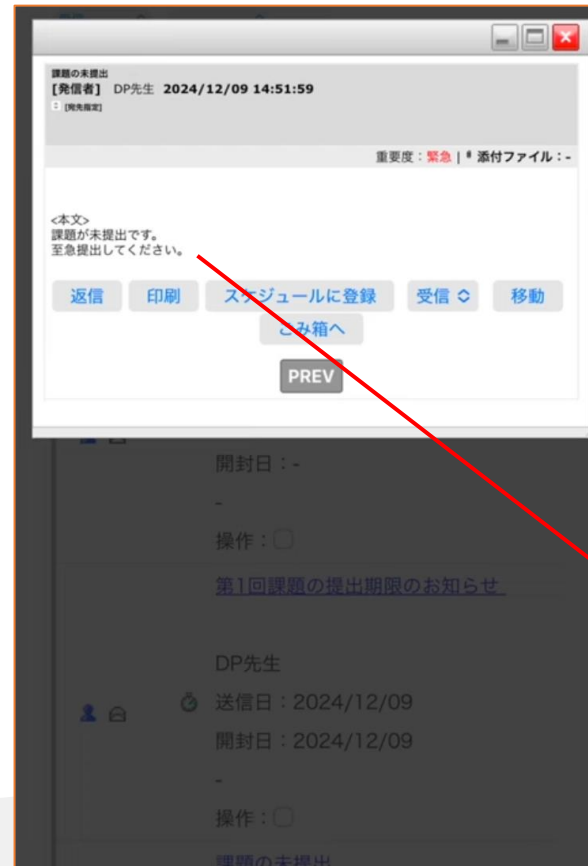 課題の未提出
[発信者] DP先生 2024/12/09 14:51:59
[宛先指定]
重要度：緊急 | 添付ファイル：-
<本文>
課題が未提出です。
至急提出してください。
返信 印刷 スケジュールに登録 受信 移動
ごみ箱へ
PREV
開封日：-
-
操作：
第1回課題の提出期限のお知らせ
DP先生
送信日：2024/12/09
開封日：2024/12/09
-
操作：
課題の未提出